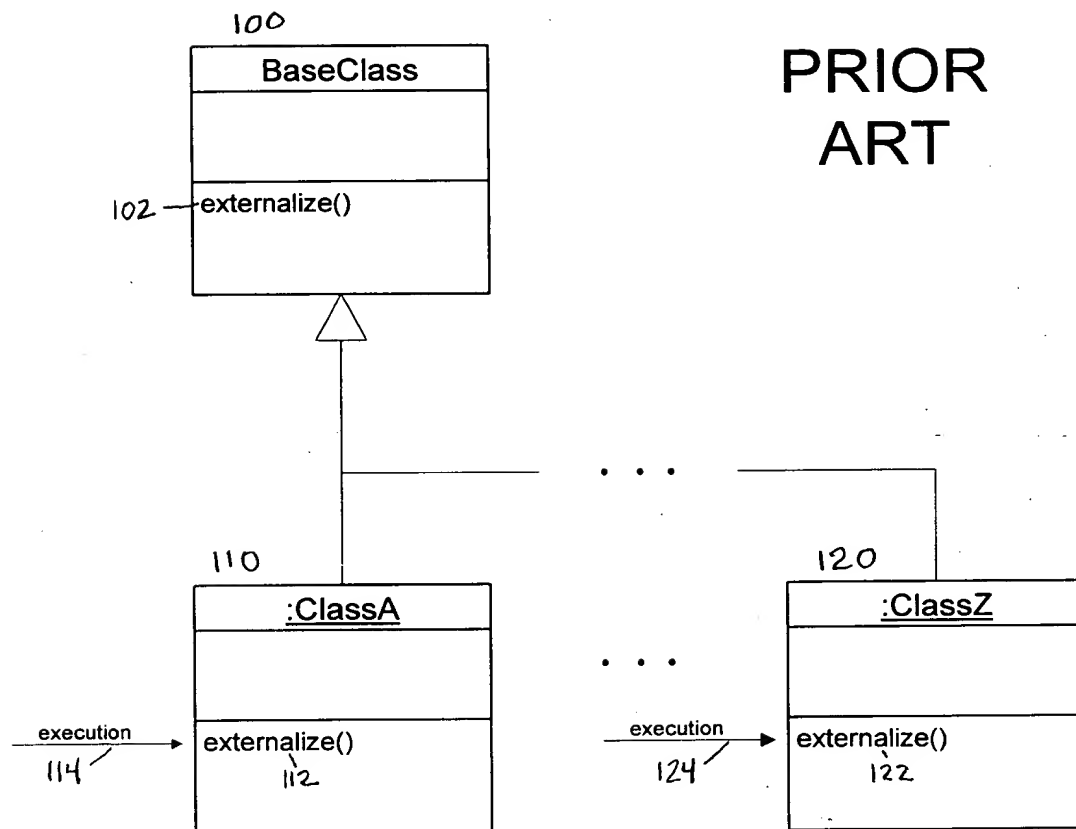 100
BaseClass
PRIOR
ART
102 externalize()
. . .
110
120
:ClassA
:ClassZ
. . .
execution
externalize()
execution
externalize()
114
112
124
122